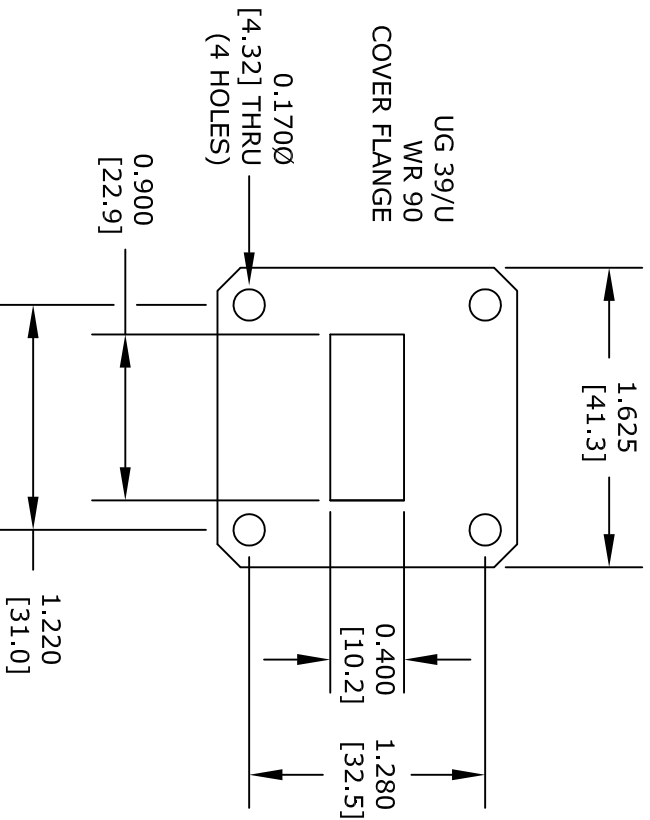 UG 39/U
WR 90
COVER FLANGE
0.170Ø
[4.32] THRU
(4 HOLES)
0.900
[22.9]
1.625
[41.3]
0.400
[10.2]
1.280
[32.5]
1.220
[31.0]